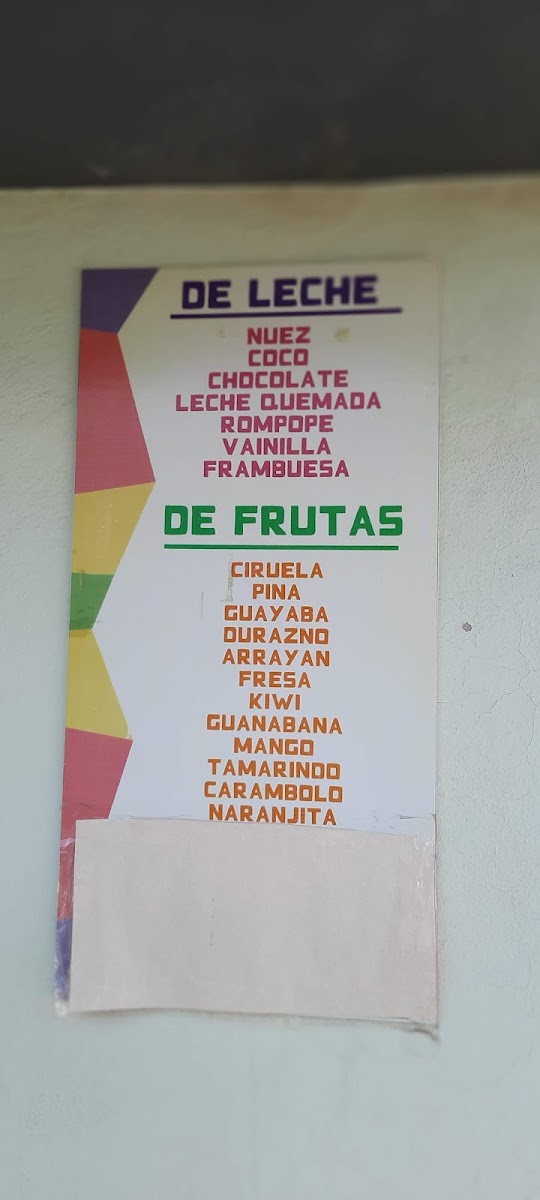 DE LECHE
NUEZ
COCO
CHOCOLATE
LECHE QUEMADA
ROMPOPE
VAINILLA
FRAMBUESA
DE FRUTAS
CIRUELA
PINA
GUAYABA
DURAZNO
ARRAYAN
FRESA
KIWI
GUANABANA
MANGO
TAMARINDO
CARAMBOLO
NARANJITA